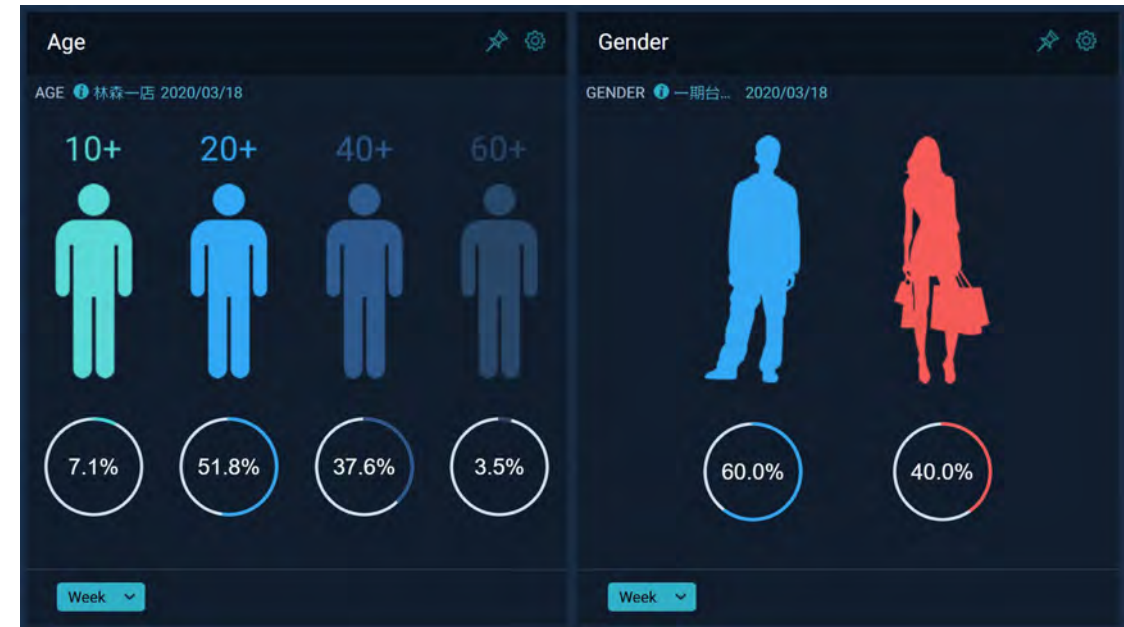 Age
AGE 林森一店 2020/03/18
10+ 20+ 40+ 60+
7.1% 51.8% 37.6% 3.5%
Week
Gender
GENDER 一期台... 2020/03/18
60.0% 40.0%
Week